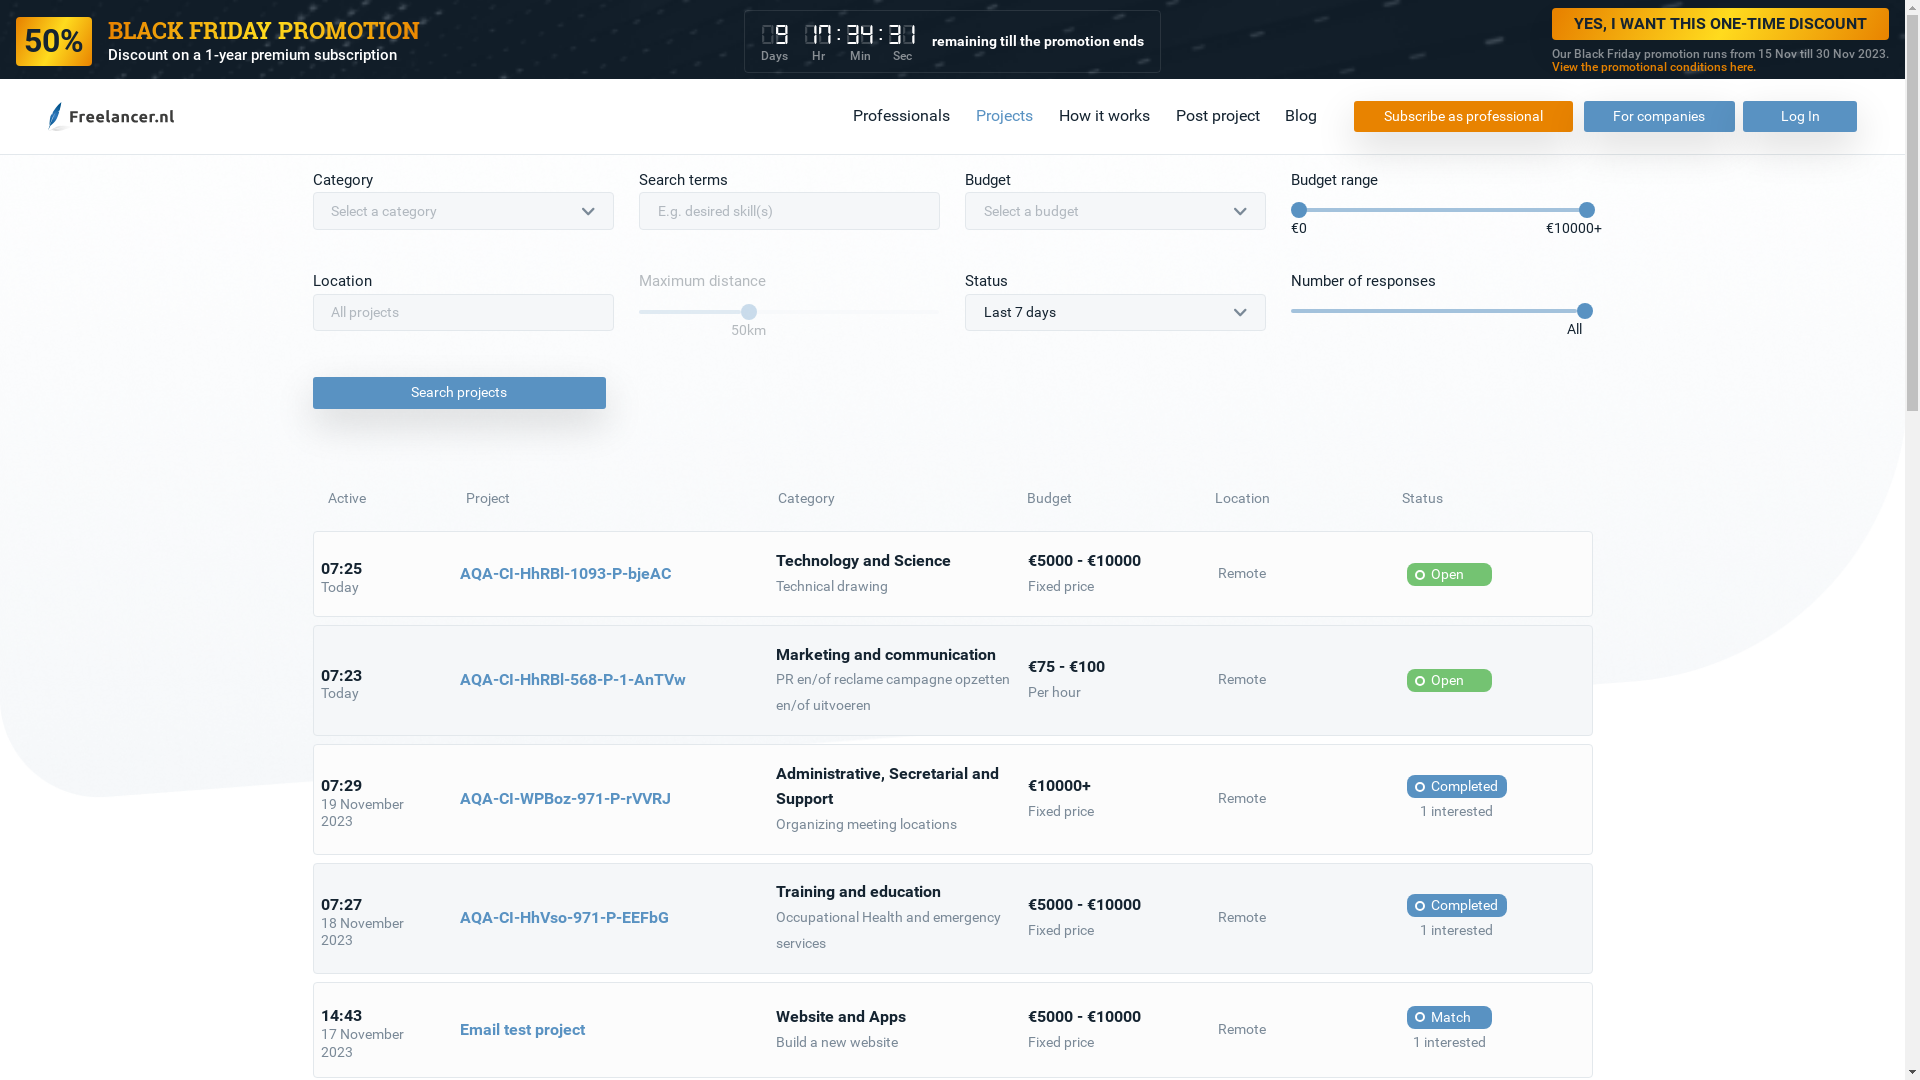 50%
BLACK FRIDAY PROMOTION
Discount on a 1-year premium subscription
9 17:34:31
Days Hr Min Sec
remaining till the promotion ends
YES, I WANT THIS ONE-TIME DISCOUNT
Our Black Friday promotion runs from 15 Nov till 30 Nov 2023.
View the promotional conditions here.
Freelancer.nl
Professionals Projects How it works Post project Blog
Subscribe as professional For companies Log In
Category Search terms Budget Budget range
Select a category E.g. desired skill(s) Select a budget
€0 €10000+
Location Maximum distance Status Number of responses
All projects Last 7 days
50km All
Search projects
Active Project Category Budget Location Status
07:25
Today
AQA-CI-HhRBl-1093-P-bjeAC
Technology and Science
Technical drawing
€5000 - €10000
Fixed price
Remote
Open
07:23
Today
AQA-CI-HhRBl-568-P-1-AnTVw
Marketing and communication
PR en/of reclame campagne opzetten
en/of uitvoeren
€75 - €100
Per hour
Remote
Open
07:29
19 November
2023
AQA-CI-WPBoz-971-P-rVVRJ
Administrative, Secretarial and
Support
Organizing meeting locations
€10000+
Fixed price
Remote
Completed
1 interested
07:27
18 November
2023
AQA-CI-HhVso-971-P-EEFbG
Training and education
Occupational Health and emergency
services
€5000 - €10000
Fixed price
Remote
Completed
1 interested
14:43
17 November
2023
Email test project
Website and Apps
Build a new website
€5000 - €10000
Fixed price
Remote
Match
1 interested